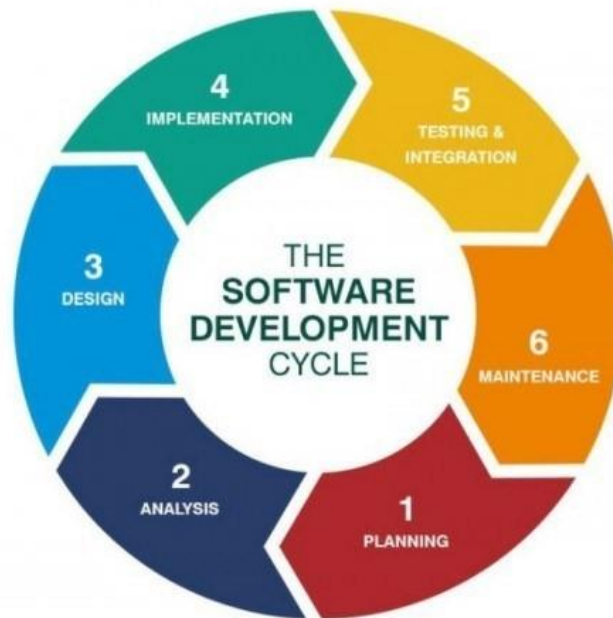 THE
SOFTWARE
DEVELOPMENT
CYCLE
1
PLANNING
2
ANALYSIS
3
DESIGN
4
IMPLEMENTATION
5
TESTING &
INTEGRATION
6
MAINTENANCE